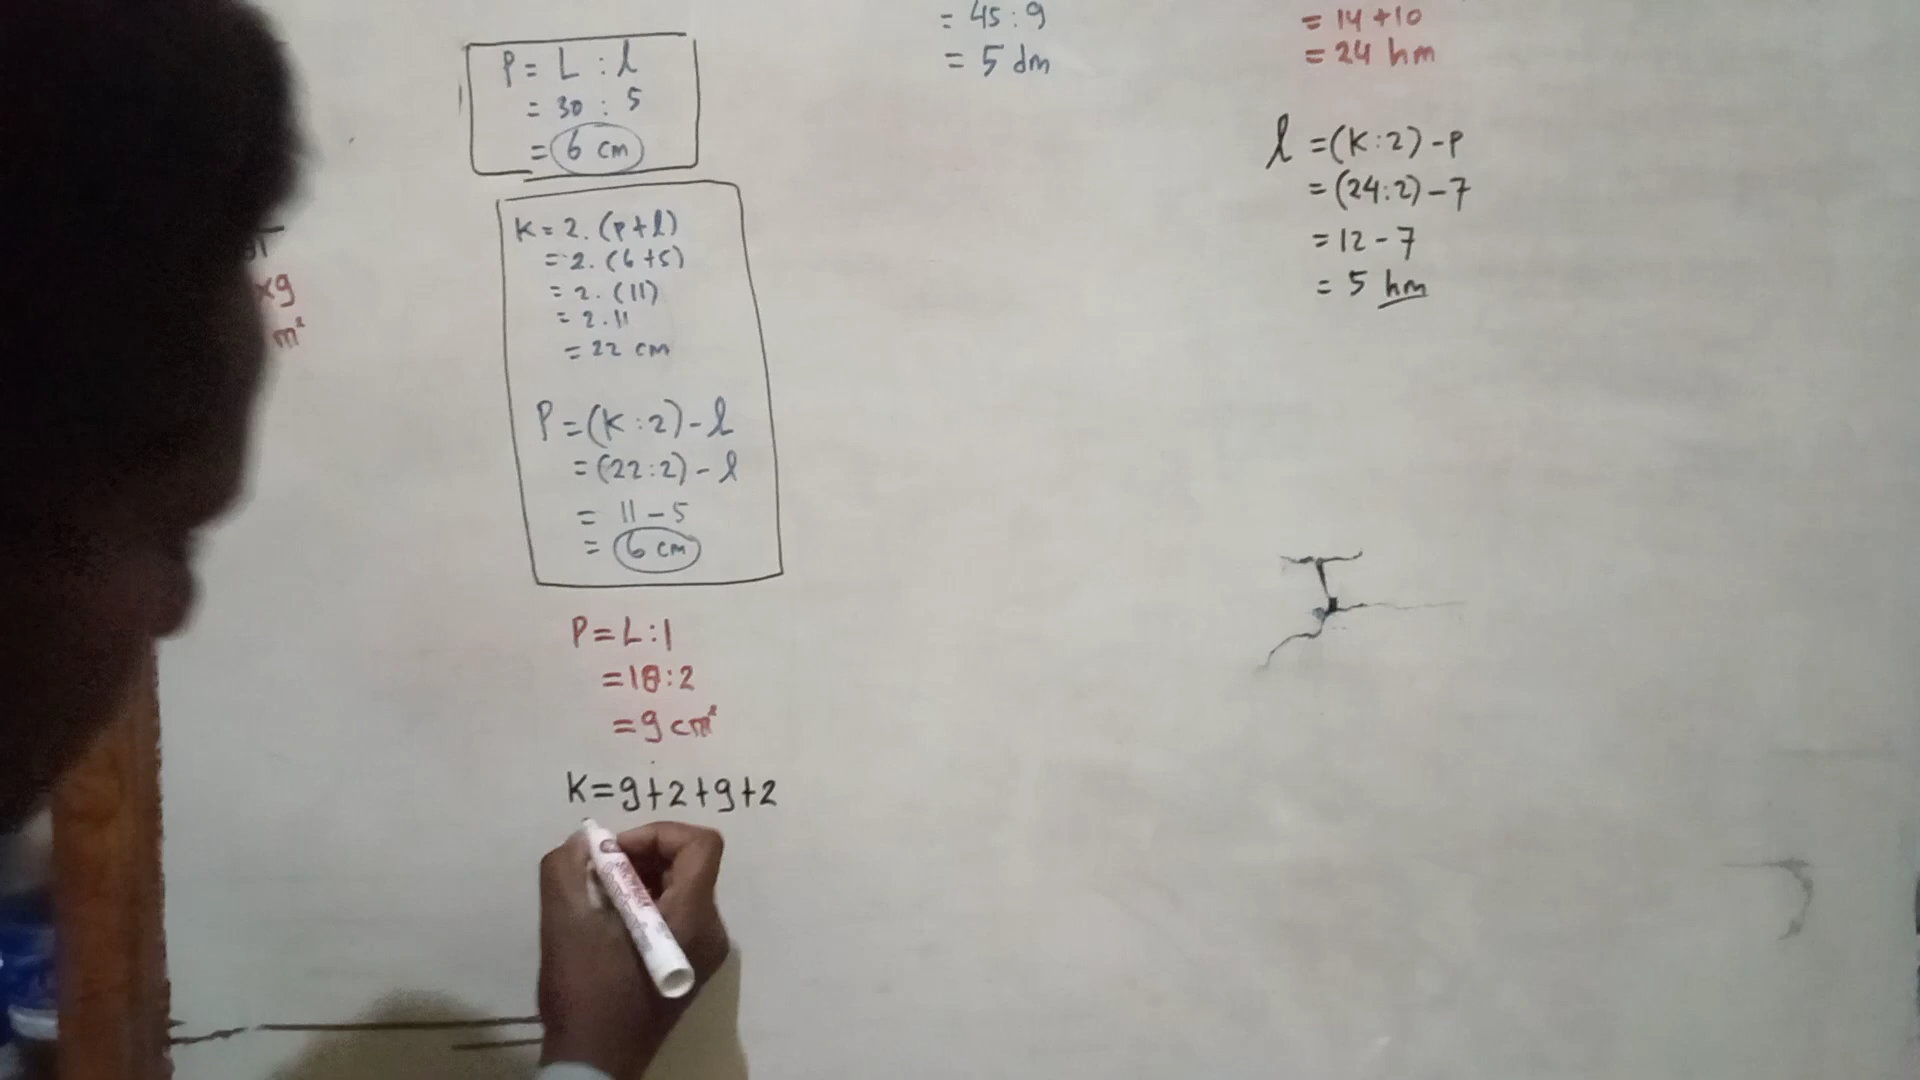 P = L : l
= 30 : 5
= 6 cm
K = 2. (p+l)
= 2. (6+5)
= 2. (11)
= 2.11
= 22 cm
P = (K:2) - l
= (22:2) - l
= 11 - 5
= 6 cm
P = L : l
= 18 : 2
= 9 cm²
K = 9+2+9+2
= 45 : 9
= 5 dm
= 14 + 10
= 24 hm
l = (K:2) - P
= (24:2) - 7
= 12 - 7
= 5 hm
kg
m²